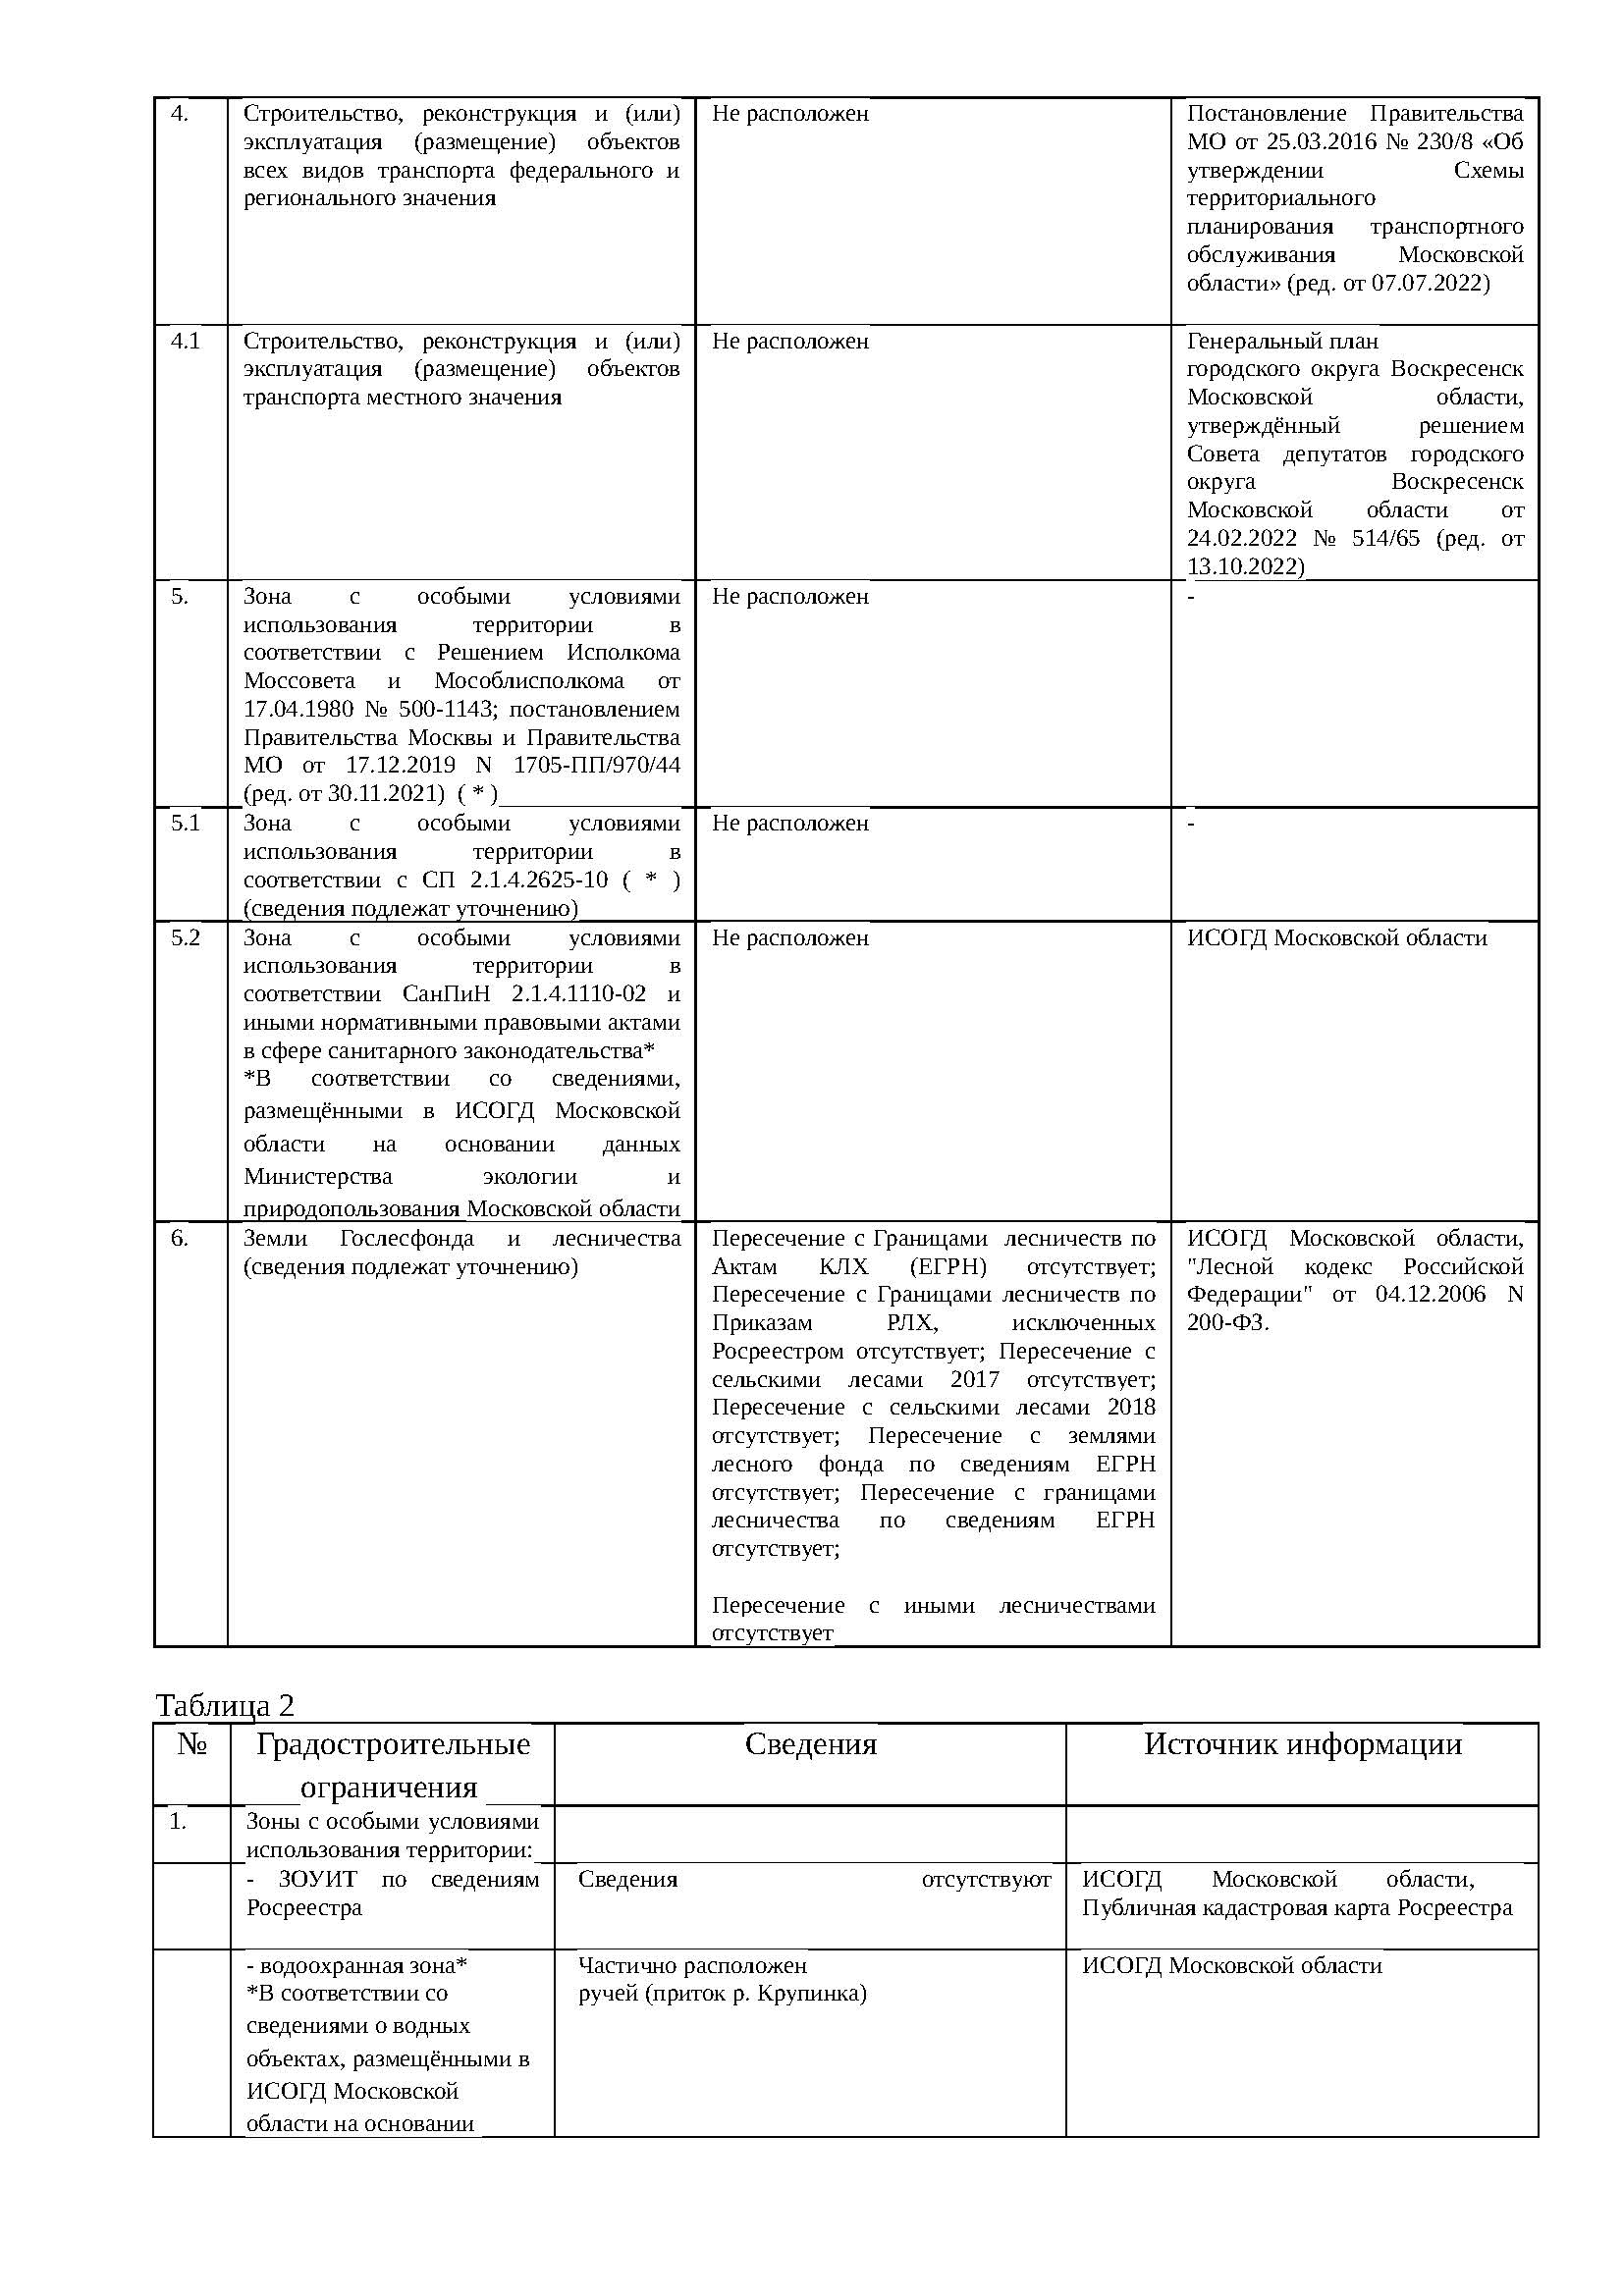 4.
Строительство, реконструкция и (или)
эксплуатация (размещение) объектов
всех видов транспорта федерального и
регионального значения
Не расположен
Постановление Правительства
МО от 25.03.2016 № 230/8 «Об
утверждении Схемы
территориального
планирования транспортного
обслуживания Московской
области» (ред. от 07.07.2022)
4.1
Строительство, реконструкция и (или)
эксплуатация (размещение) объектов
транспорта местного значения
Не расположен
Генеральный план
городского округа Воскресенск
Московской области,
утверждённый решением
Совета депутатов городского
округа Воскресенск
Московской области от
24.02.2022 № 514/65 (ред. от
13.10.2022)
5.
Зона с особыми условиями
использования территории в
соответствии с Решением Исполкома
Моссовета и Мособлисполкома от
17.04.1980 № 500-1143; постановлением
Правительства Москвы и Правительства
МО от 17.12.2019 N 1705-ПП/970/44
(ред. от 30.11.2021) ( * )
Не расположен
-
5.1
Зона с особыми условиями
использования территории в
соответствии с СП 2.1.4.2625-10 ( * )
(сведения подлежат уточнению)
Не расположен
-
5.2
Зона с особыми условиями
использования территории в
соответствии СанПиН 2.1.4.1110-02 и
иными нормативными правовыми актами
в сфере санитарного законодательства*
*В соответствии со сведениями,
размещёнными в ИСОГД Московской
области на основании данных
Министерства экологии и
природопользования Московской области
Не расположен
ИСОГД Московской области
6.
Земли Гослесфонда и лесничества
(сведения подлежат уточнению)
Пересечение с Границами лесничеств по
Актам КЛХ (ЕГРН) отсутствует;
Пересечение с Границами лесничеств по
Приказам РЛХ, исключенных
Росреестром отсутствует; Пересечение с
сельскими лесами 2017 отсутствует;
Пересечение с сельскими лесами 2018
отсутствует; Пересечение с землями
лесного фонда по сведениям ЕГРН
отсутствует; Пересечение с границами
лесничества по сведениям ЕГРН
отсутствует;
Пересечение с иными лесничествами
отсутствует
ИСОГД Московской области,
"Лесной кодекс Российской
Федерации" от 04.12.2006 N
200-ФЗ.
Таблица 2
№
Градостроительные
ограничения
Сведения
Источник информации
1.
Зоны с особыми условиями
использования территории:
- ЗОУИТ по сведениям
Росреестра
Сведения отсутствуют
ИСОГД Московской области,
Публичная кадастровая карта Росреестра
- водоохранная зона*
*В соответствии со
сведениями о водных
объектах, размещёнными в
ИСОГД Московской
области на основании
Частично расположен
ручей (приток р. Крупинка)
ИСОГД Московской области